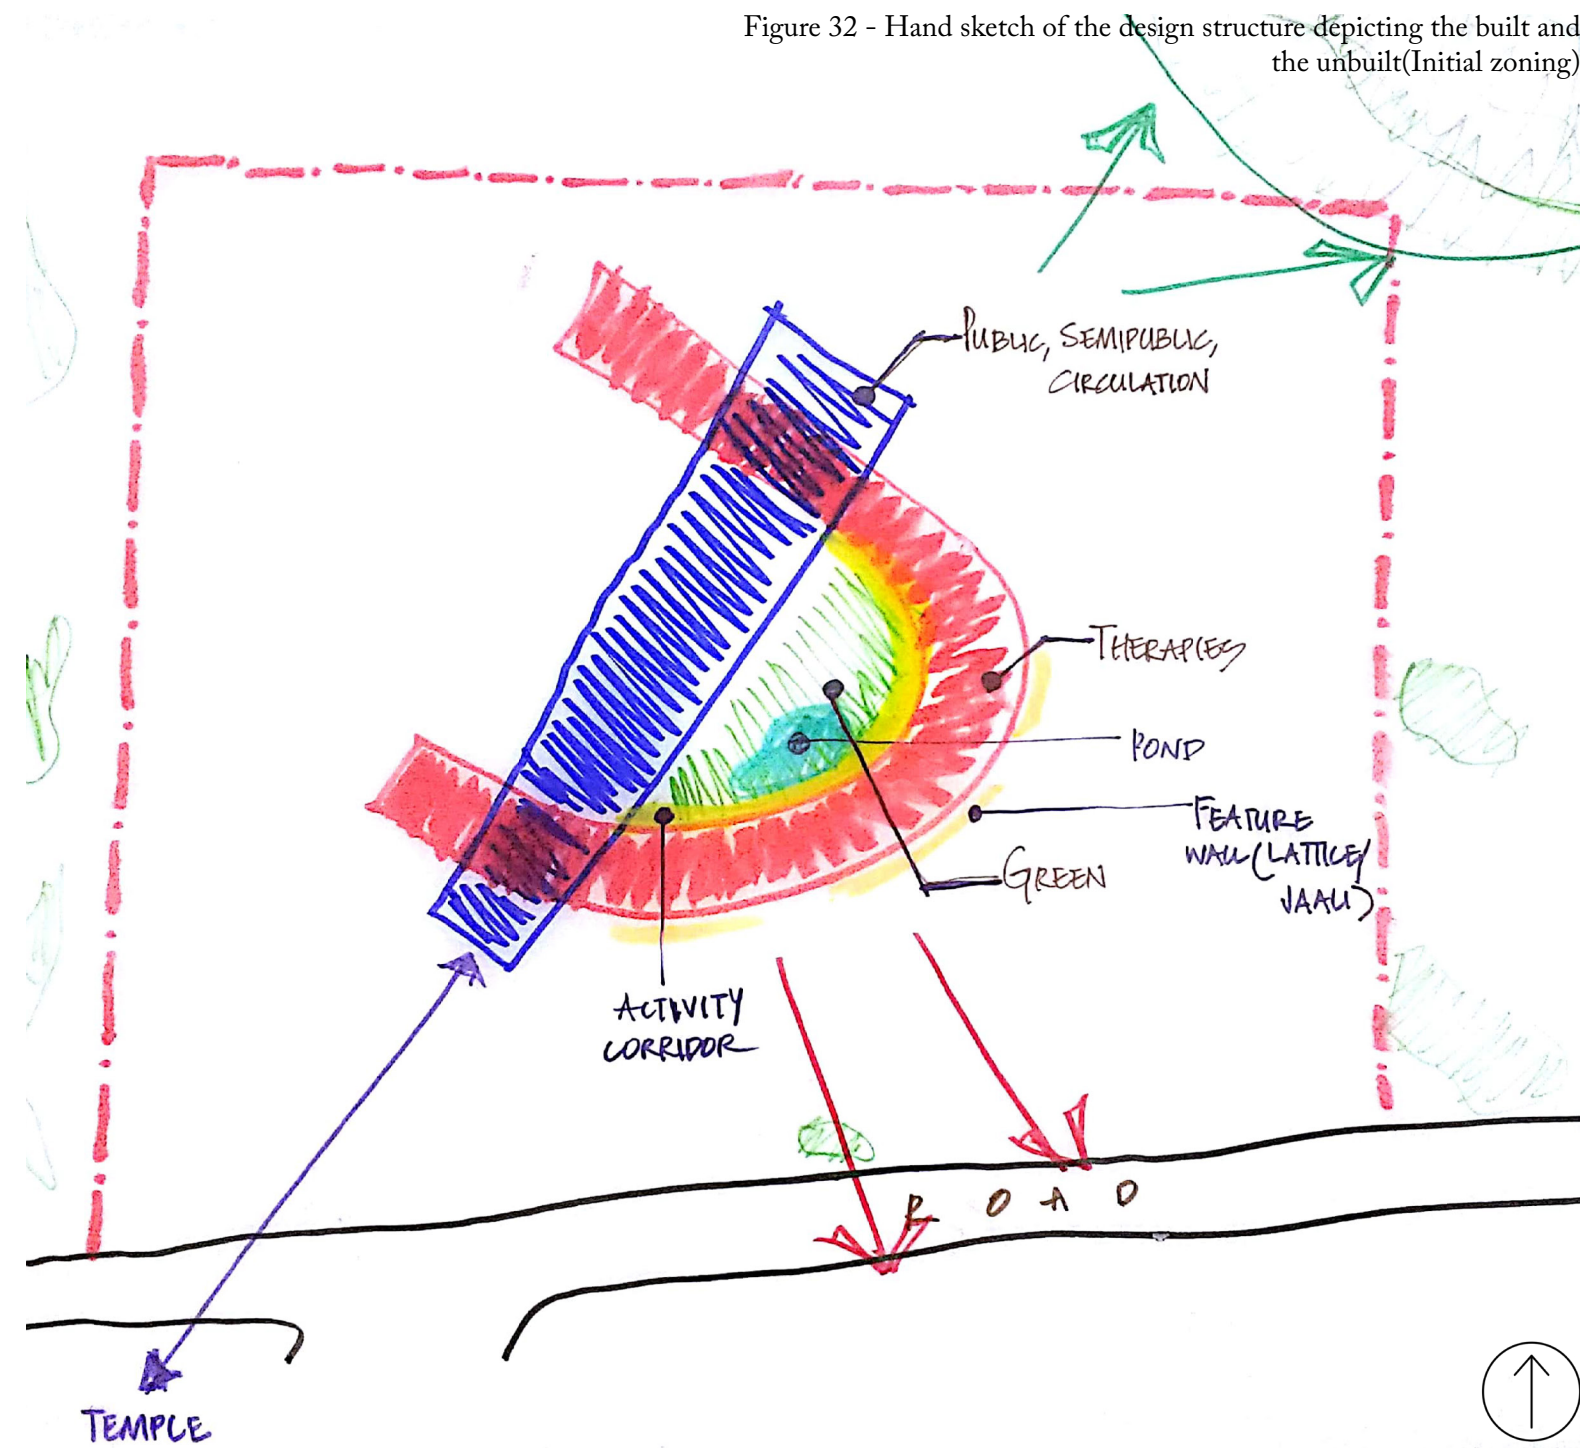 Figure 32 - Hand sketch of the design structure depicting the built and
the unbuilt(Initial zoning)
PUBLIC, SEMIPUBLIC,
CIRCULATION
THERAPIES
POND
FEATURE
WALL (LATTICE/
JAALI)
GREEN
ACTIVITY
CORRIDOR
ROAD
TEMPLE